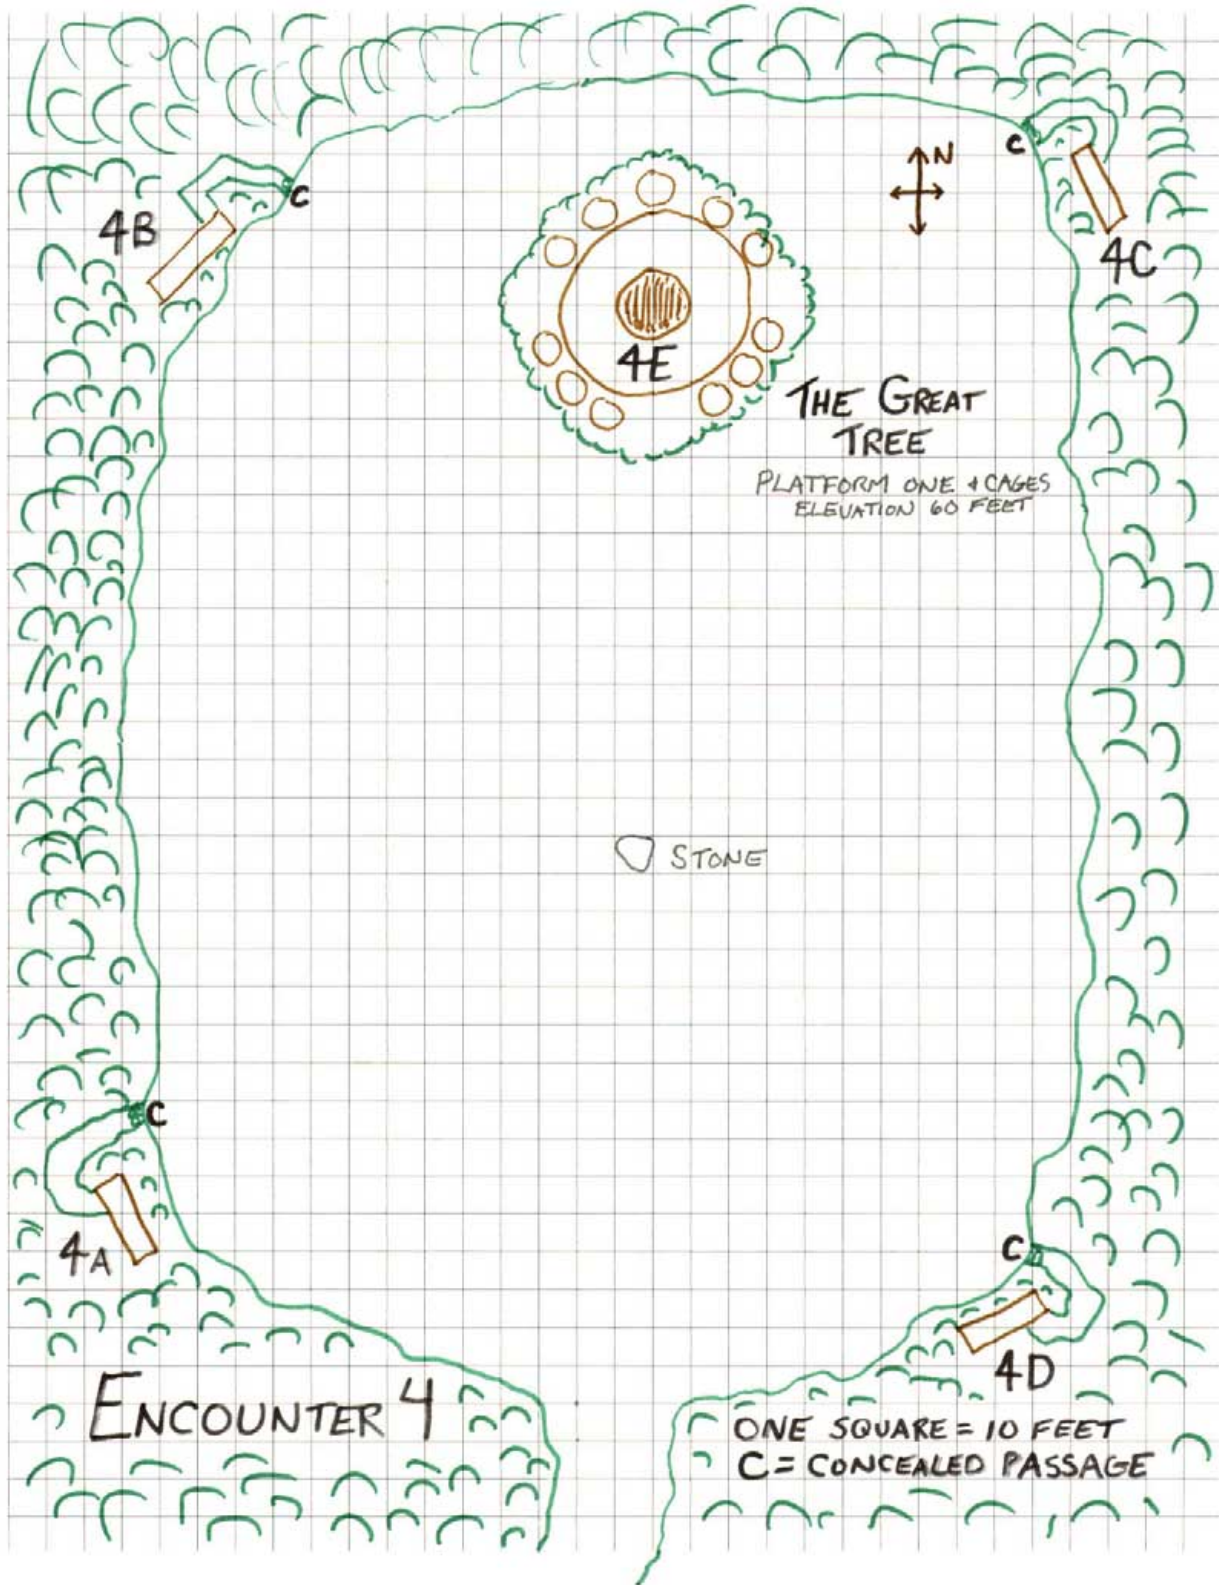 C
N
C
4B
4C
4E
THE GREAT
TREE
PLATFORM ONE & CAGES
ELEVATION 60 FEET
STONE
C
4A
C
4D
ENCOUNTER 4
ONE SQUARE = 10 FEET
C = CONCEALED PASSAGE